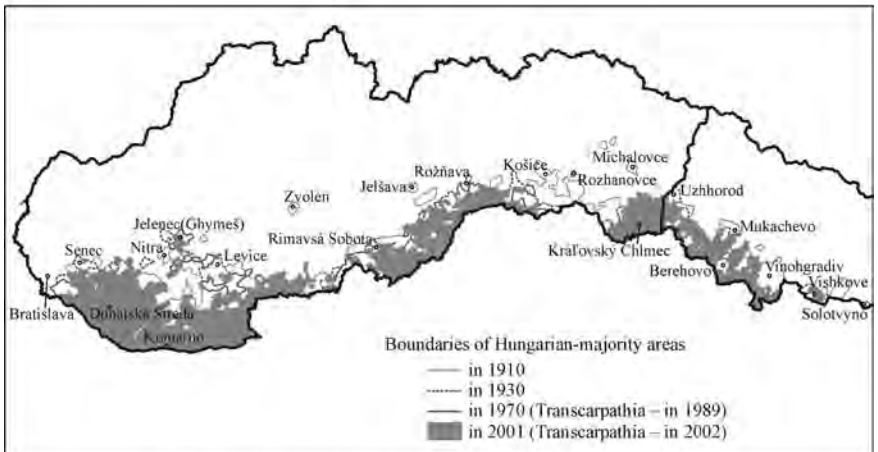 Michalovce
Košice
Rožňava
Rozhanovce
Jelšava
Uzhhorod
Zvolen
Jelenec(Ghymeš)
Mukachevo
Rimavsá Sobota
Nitra
Senec
Levice
Kráľovský Chlmec
Berehovo
Vinohgradiv
Vishkove
Bratislava
Dunajská Streda
Solotvyno
Komárno
Boundaries of Hungarian-majority areas
in 1910
in 1930
in 1970 (Transcarpathia – in 1989)
in 2001 (Transcarpathia – in 2002)